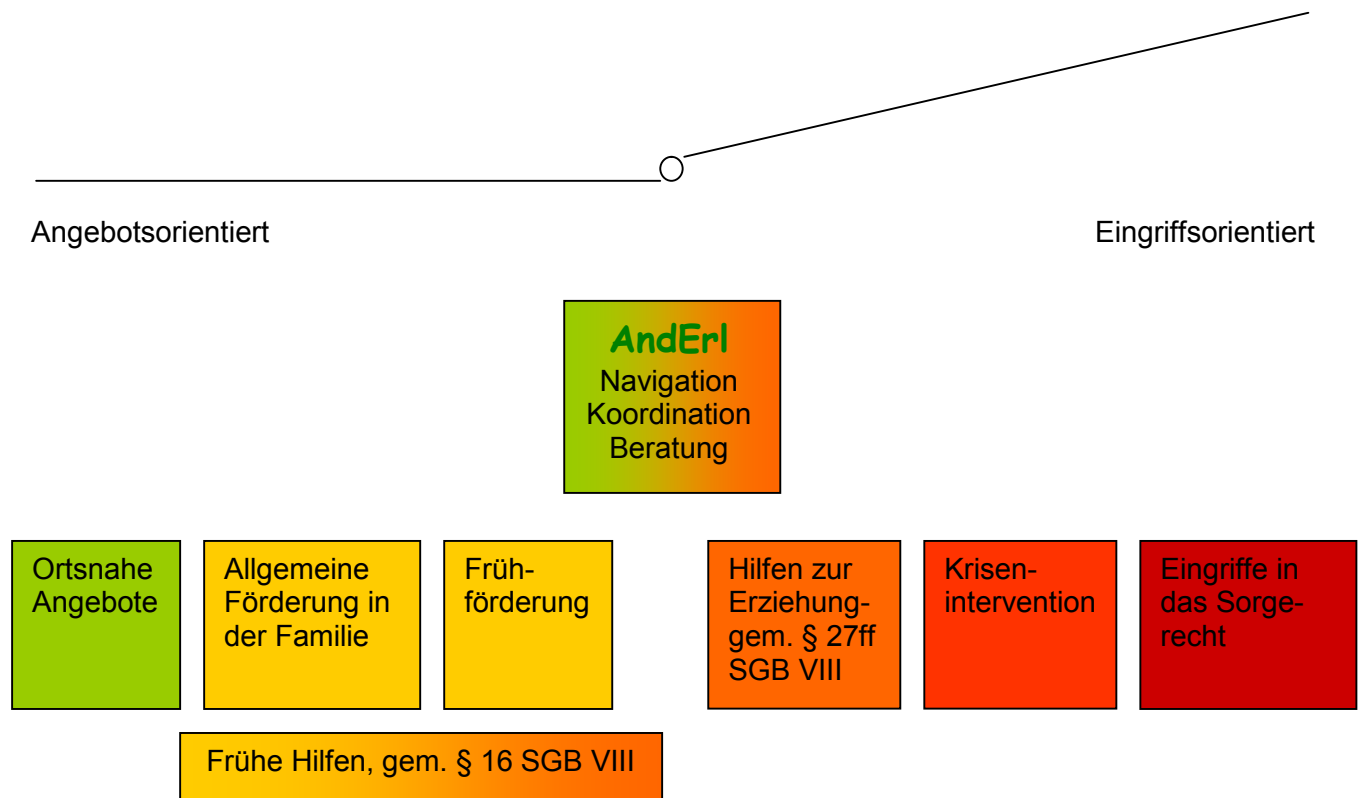 Angebotsorientiert
Eingriffsorientiert
AndErl
Navigation
Koordination
Beratung
Ortsnahe
Angebote
Allgemeine
Förderung in
der Familie
Früh-
förderung
Hilfen zur
Erziehung-
gem. § 27ff
SGB VIII
Krisen-
intervention
Eingriffe in
das Sorge-
recht
Frühe Hilfen, gem. § 16 SGB VIII